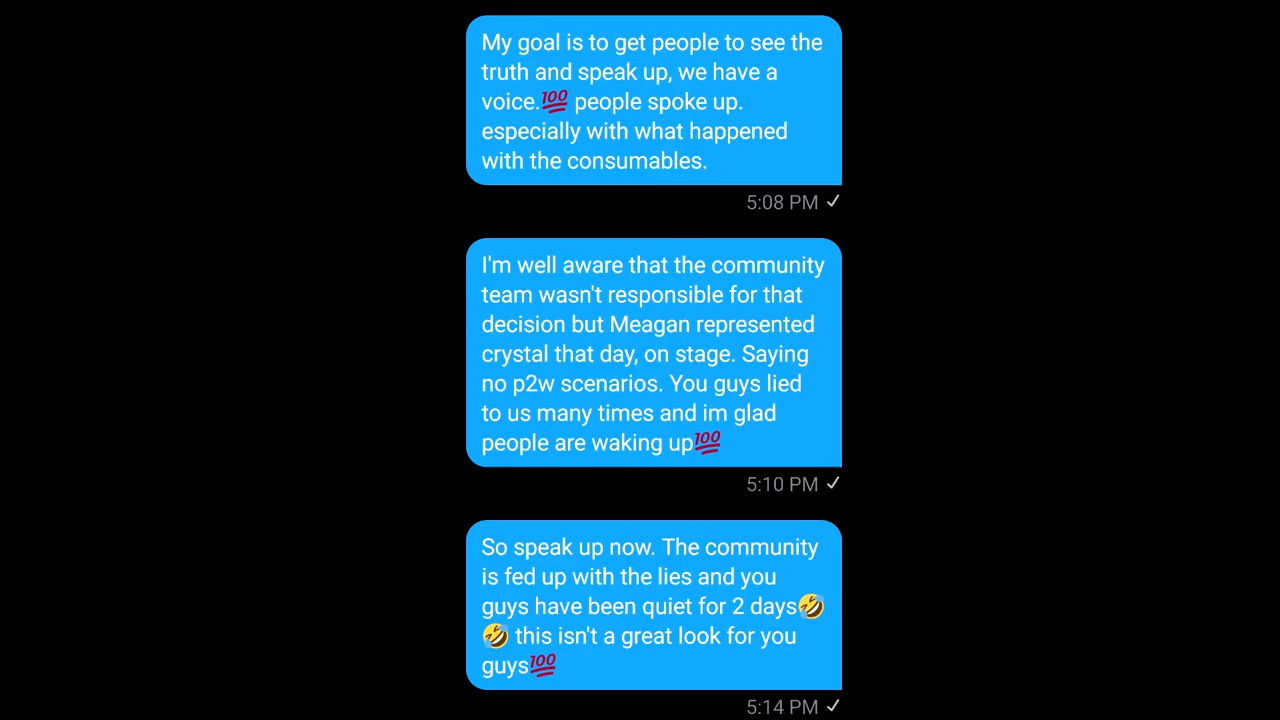 My goal is to get people to see the
truth and speak up, we have a
voice.💯 people spoke up.
especially with what happened
with the consumables.
5:08 PM ✓
I'm well aware that the community
team wasn't responsible for that
decision but Meagan represented
crystal that day, on stage. Saying
no p2w scenarios. You guys lied
to us many times and im glad
people are waking up💯
5:10 PM ✓
So speak up now. The community
is fed up with the lies and you
guys have been quiet for 2 days🤣
🤣 this isn't a great look for you
guys💯
5:14 PM ✓